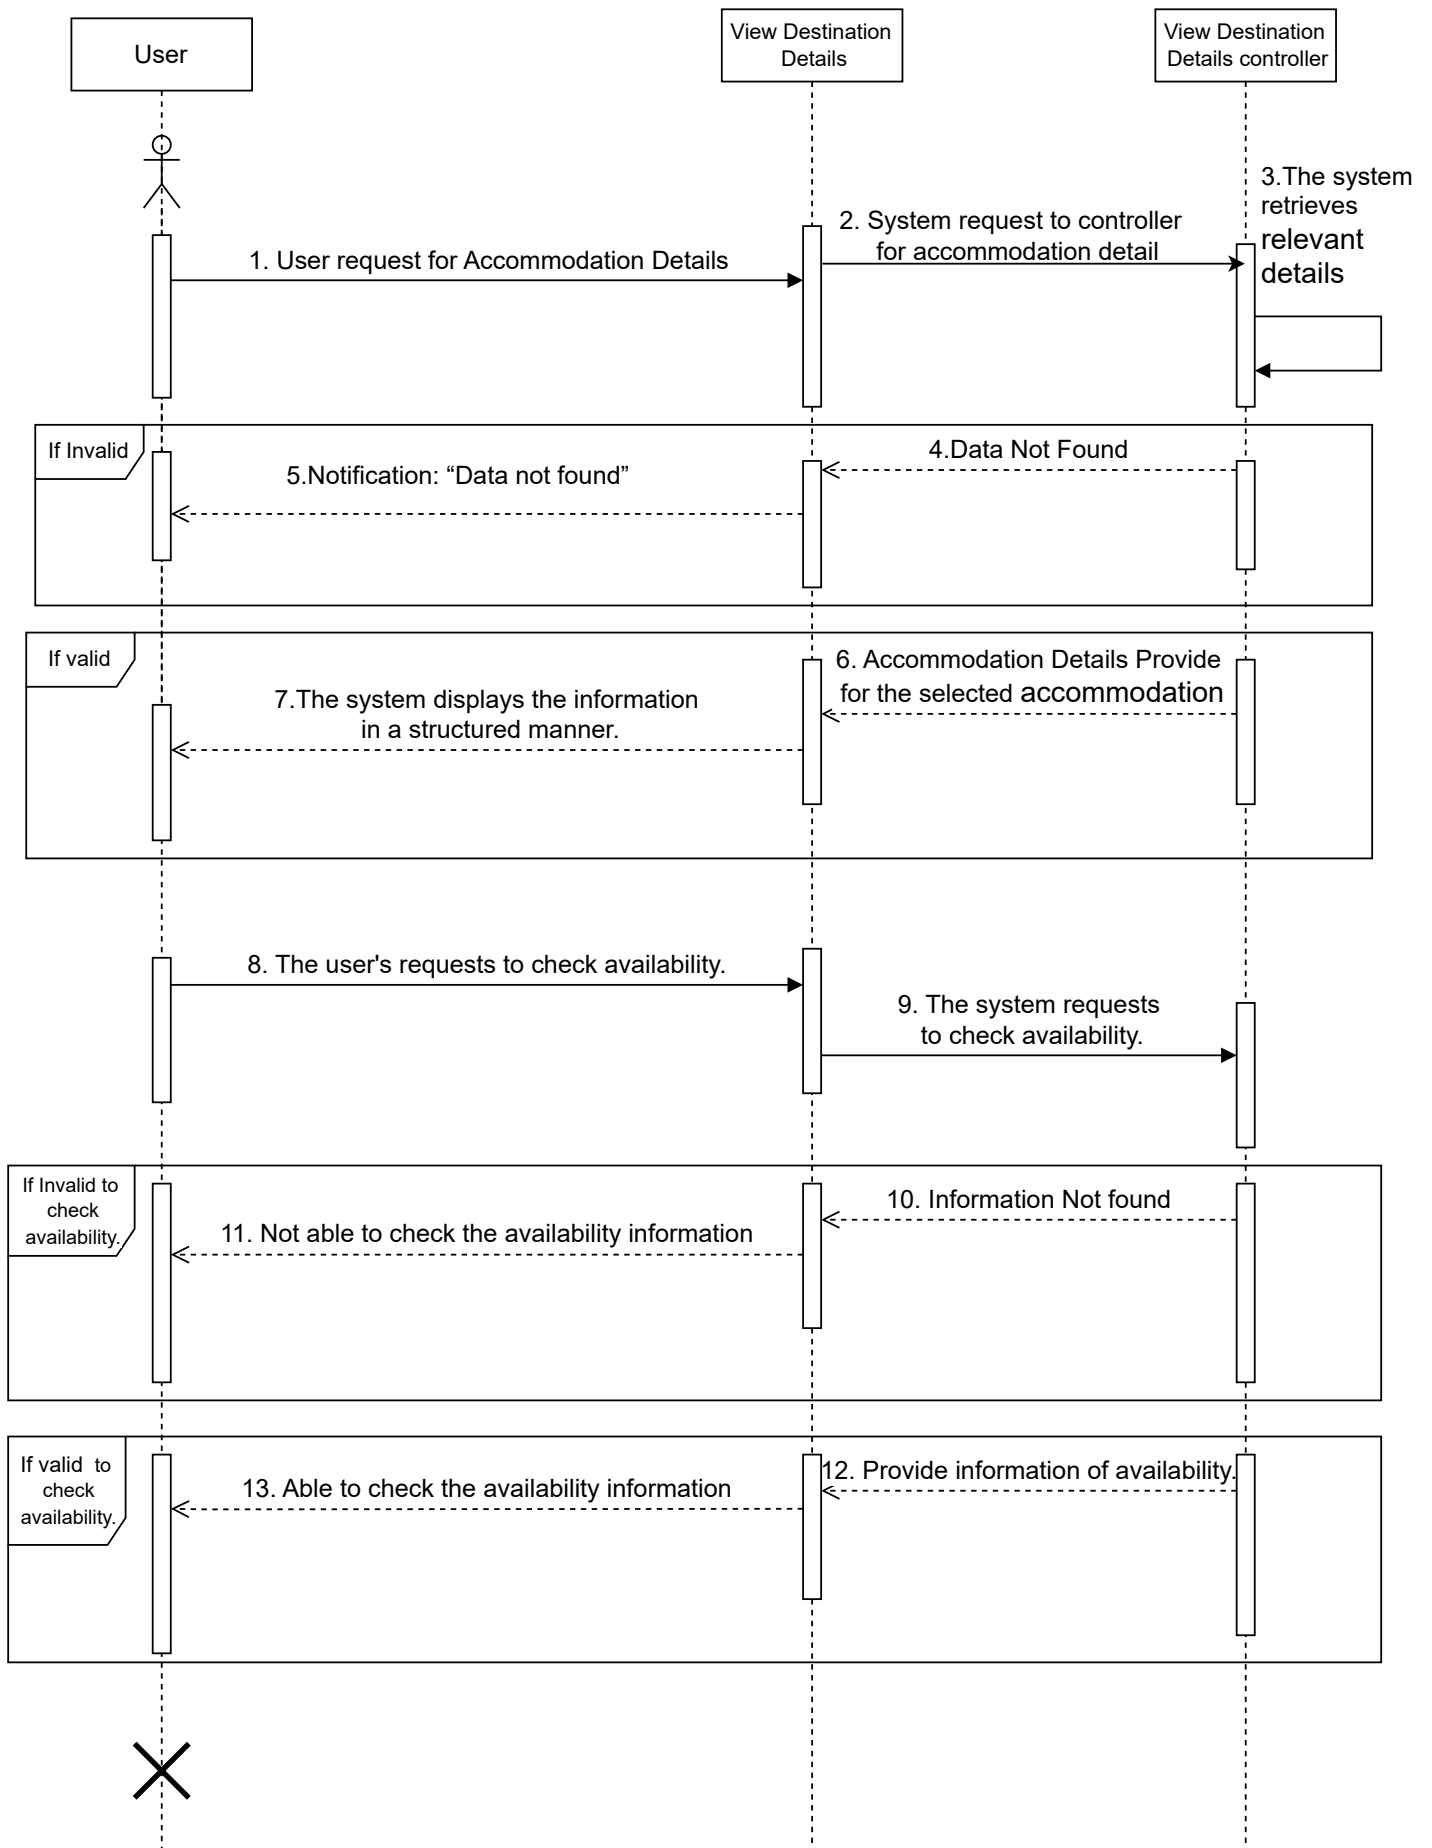 User
View Destination
Details
View Destination
Details controller
3.The system
retrieves
relevant
details
2. System request to controller
for accommodation detail
1. User request for Accommodation Details
If Invalid
4.Data Not Found
5.Notification: “Data not found”
If valid
6. Accommodation Details Provide
for the selected accommodation
7.The system displays the information
in a structured manner.
8. The user's requests to check availability.
9. The system requests
to check availability.
If Invalid to
check
availability.
10. Information Not found
11. Not able to check the availability information
If valid to
check
availability.
12. Provide information of availability.
13. Able to check the availability information